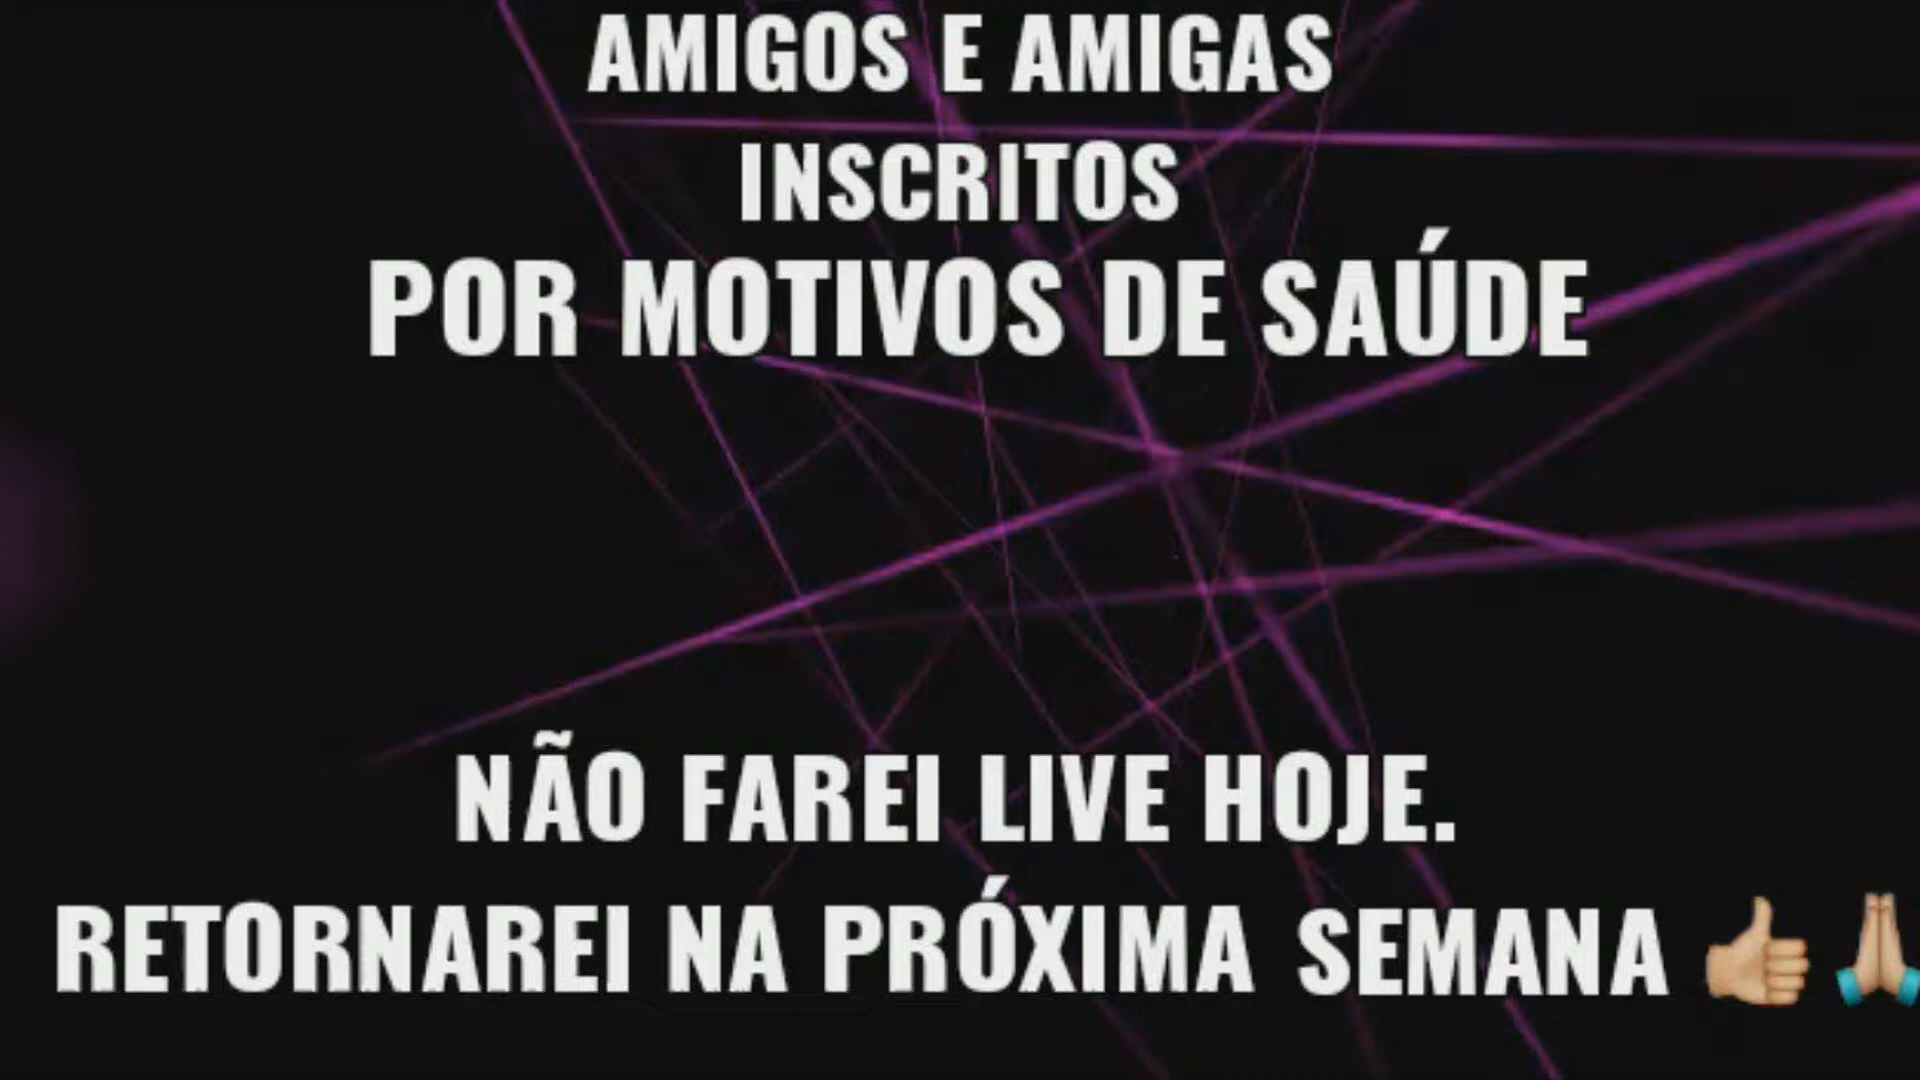 AMIGOS E AMIGAS
INSCRITOS
POR MOTIVOS DE SAÚDE
NÃO FAREI LIVE HOJE.
RETORNAREI NA PRÓXIMA SEMANA 👍🏼🙏🏼